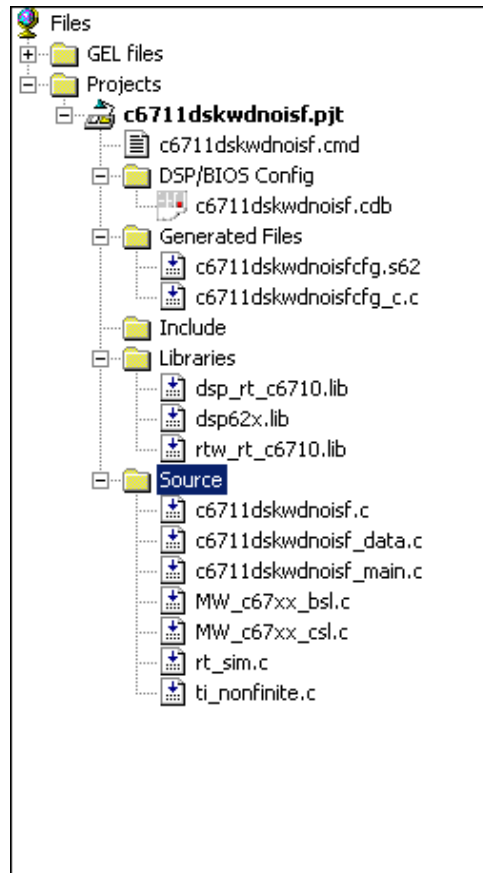 Files
GEL files
Projects
c6711dskwdnoisf.pjt
c6711dskwdnoisf.cmd
DSP/BIOS Config
c6711dskwdnoisf.cdb
Generated Files
c6711dskwdnoisfcfg.s62
c6711dskwdnoisfcfg_c.c
Include
Libraries
dsp_rt_c6710.lib
dsp62x.lib
rtw_rt_c6710.lib
Source
c6711dskwdnoisf.c
c6711dskwdnoisf_data.c
c6711dskwdnoisf_main.c
MW_c67xx_bsl.c
MW_c67xx_csl.c
rt_sim.c
ti_nonfinite.c